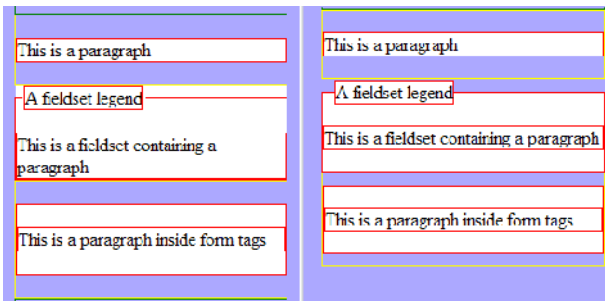 This is a paragraph
A fieldset legend
This is a fieldset containing a
paragraph
This is a paragraph inside form tags
This is a paragraph
A fieldset legend
This is a fieldset containing a paragraph
This is a paragraph inside form tags